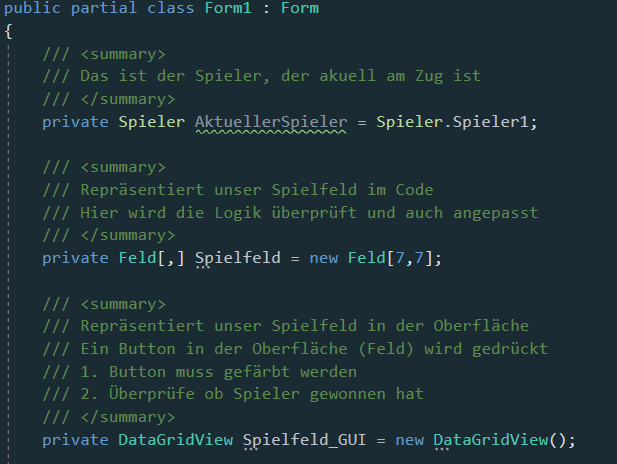 public partial class Form1 : Form
{
/// <summary>
/// Das ist der Spieler, der akuell am Zug ist
/// </summary>
private Spieler AktuellerSpieler = Spieler.Spieler1;
/// <summary>
/// Repräsentiert unser Spielfeld im Code
/// Hier wird die Logik überprüft und auch angepasst
/// </summary>
private Feld[,] Spielfeld = new Feld[7,7];
/// <summary>
/// Repräsentiert unser Spielfeld in der Oberfläche
/// Ein Button in der Oberfläche (Feld) wird gedrückt
/// 1. Button muss gefärbt werden
/// 2. Überprüfe ob Spieler gewonnen hat
/// </summary>
private DataGridView Spielfeld_GUI = new DataGridView();